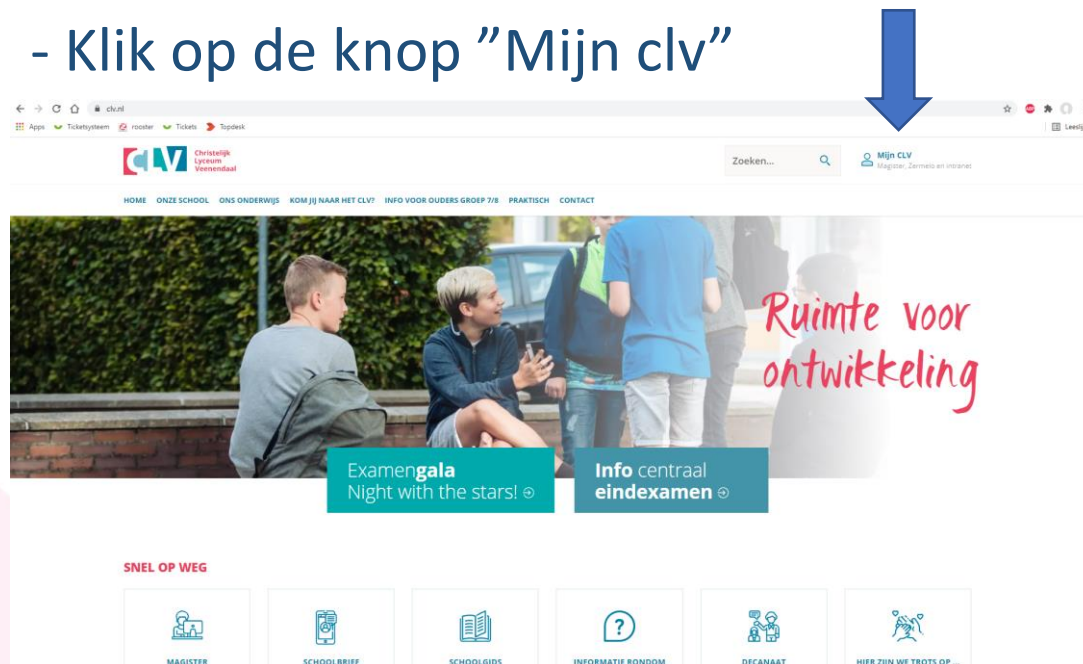 - Klik op de knop ”Mijn clv”
clv.nl
Apps Ticketsysteem rooster Tickets Topdesk
Leeslij
CLV Christelijk
Lyceum
Veenendaal
Zoeken...
Mijn CLV
Magister, Zermelo en intranet
HOME ONZE SCHOOL ONS ONDERWIJS KOM JIJ NAAR HET CLV? INFO VOOR OUDERS GROEP 7/8 PRAKTISCH CONTACT
Ruimte voor
ontwikkeling
Examengala
Night with the stars!
Info centraal
eindexamen
SNEL OP WEG
MAGISTER SCHOOLBRIEF SCHOOLGIDS INFORMATIE RONDOM DECANAAT HIER ZIJN WE TROTS OP ...